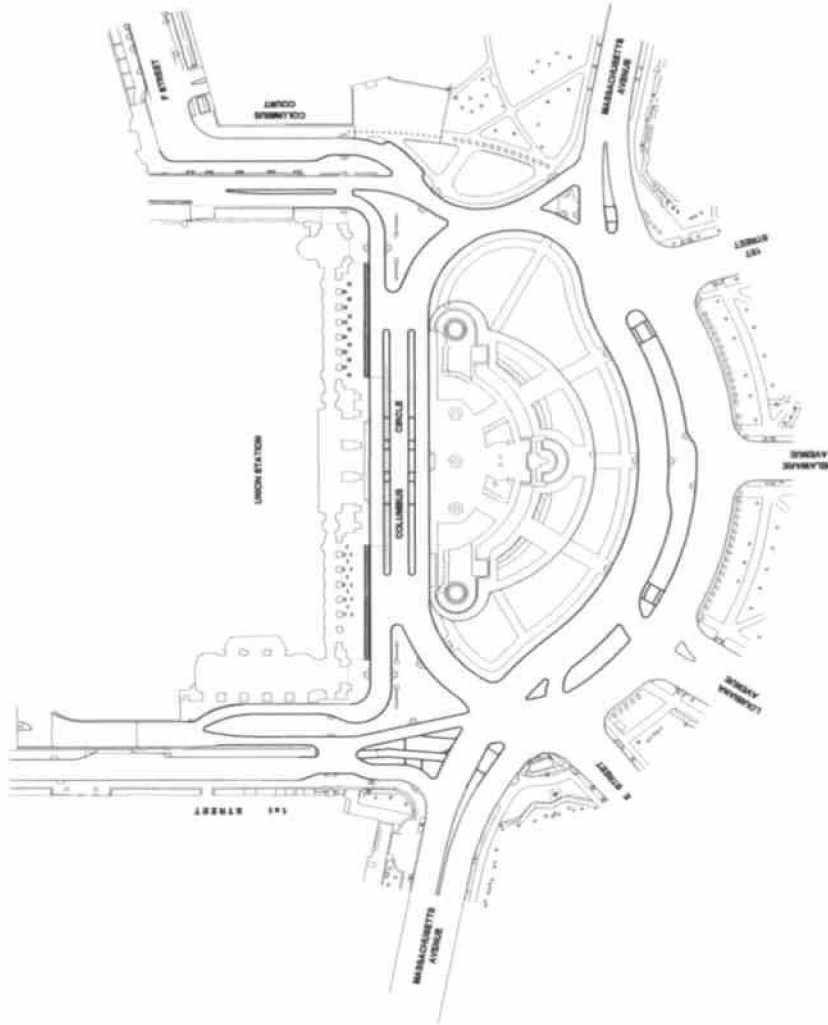 F STREET
COLUMBUS
COURT
MASSACHUSETTS
AVENUE
1ST
STREET
UNION STATION
COLUMBUS CIRCLE
DELAWARE
AVENUE
LOUISIANA
AVENUE
E STREET
1st STREET
MASSACHUSETTS
AVENUE